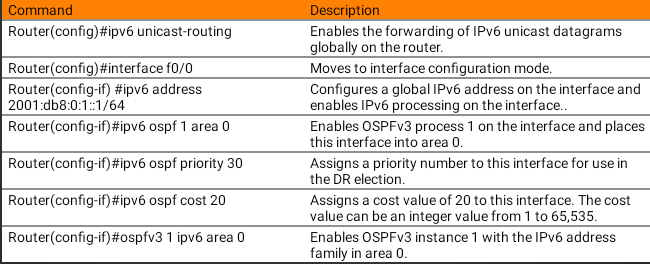 Command Description
Router(config)#ipv6 unicast-routing Enables the forwarding of IPv6 unicast datagrams
globally on the router.
Router(config)#interface f0/0 Moves to interface configuration mode.
Router(config-if) #ipv6 address Configures a global IPv6 address on the interface and
2001:db8:0:1::1/64 enables IPv6 processing on the interface..
Router(config-if)#ipv6 ospf 1 area 0 Enables OSPFv3 process 1 on the interface and places
this interface into area 0.
Router(config-if)#ipv6 ospf priority 30 Assigns a priority number to this interface for use in
the DR election.
Router(config-if)#ipv6 ospf cost 20 Assigns a cost value of 20 to this interface. The cost
value can be an integer value from 1 to 65,535.
Router(config-if)#ospfv3 1 ipv6 area 0 Enables OSPFv3 instance 1 with the IPv6 address
family in area 0.